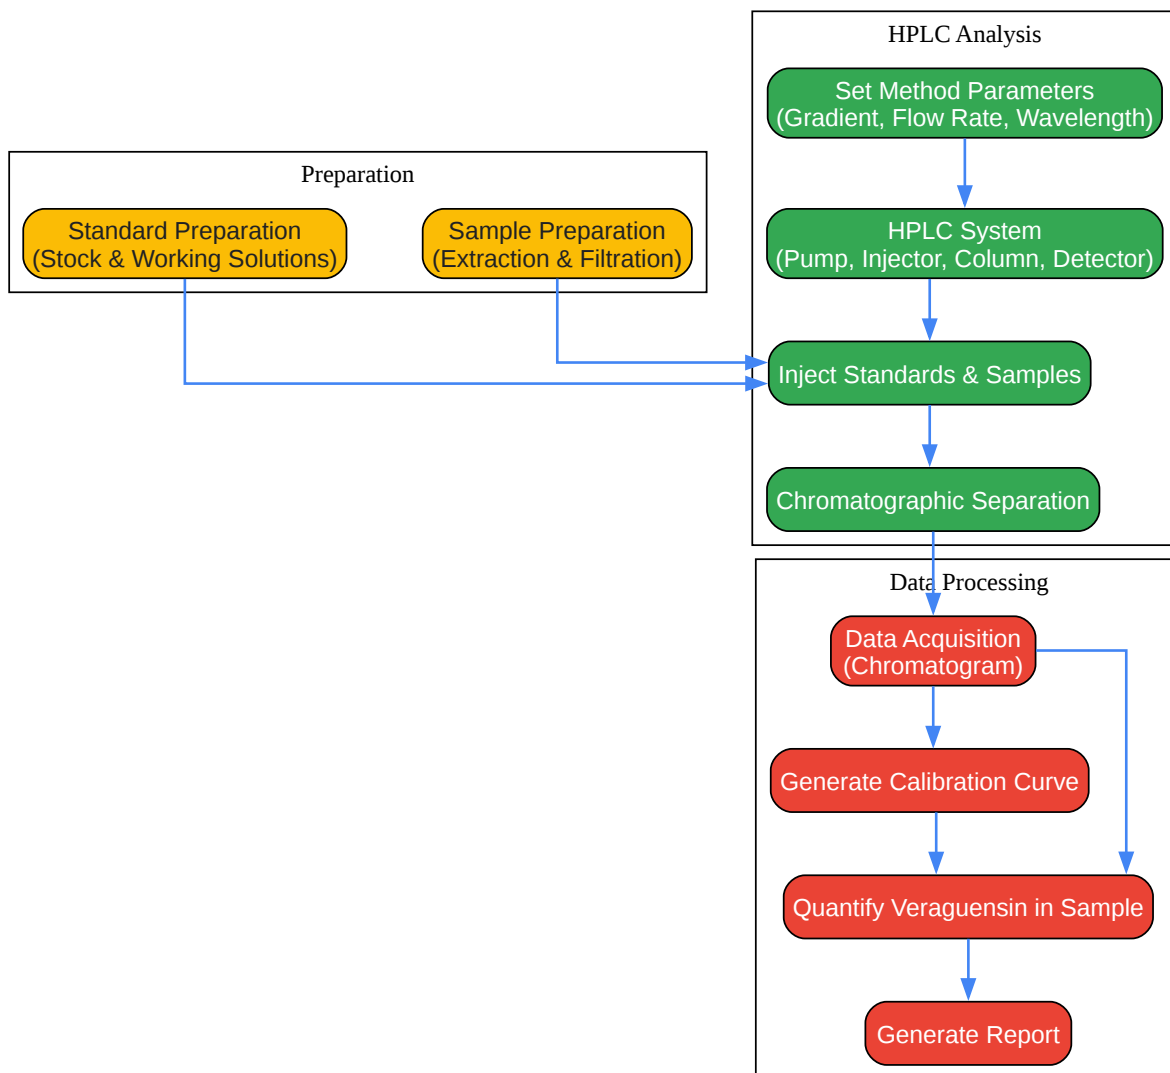 Preparation
Standard Preparation
(Stock & Working Solutions)
Sample Preparation
(Extraction & Filtration)
HPLC Analysis
Set Method Parameters
(Gradient, Flow Rate, Wavelength)
HPLC System
(Pump, Injector, Column, Detector)
Inject Standards & Samples
Chromatographic Separation
Data Processing
Data Acquisition
(Chromatogram)
Generate Calibration Curve
Quantify Veraguensin in Sample
Generate Report